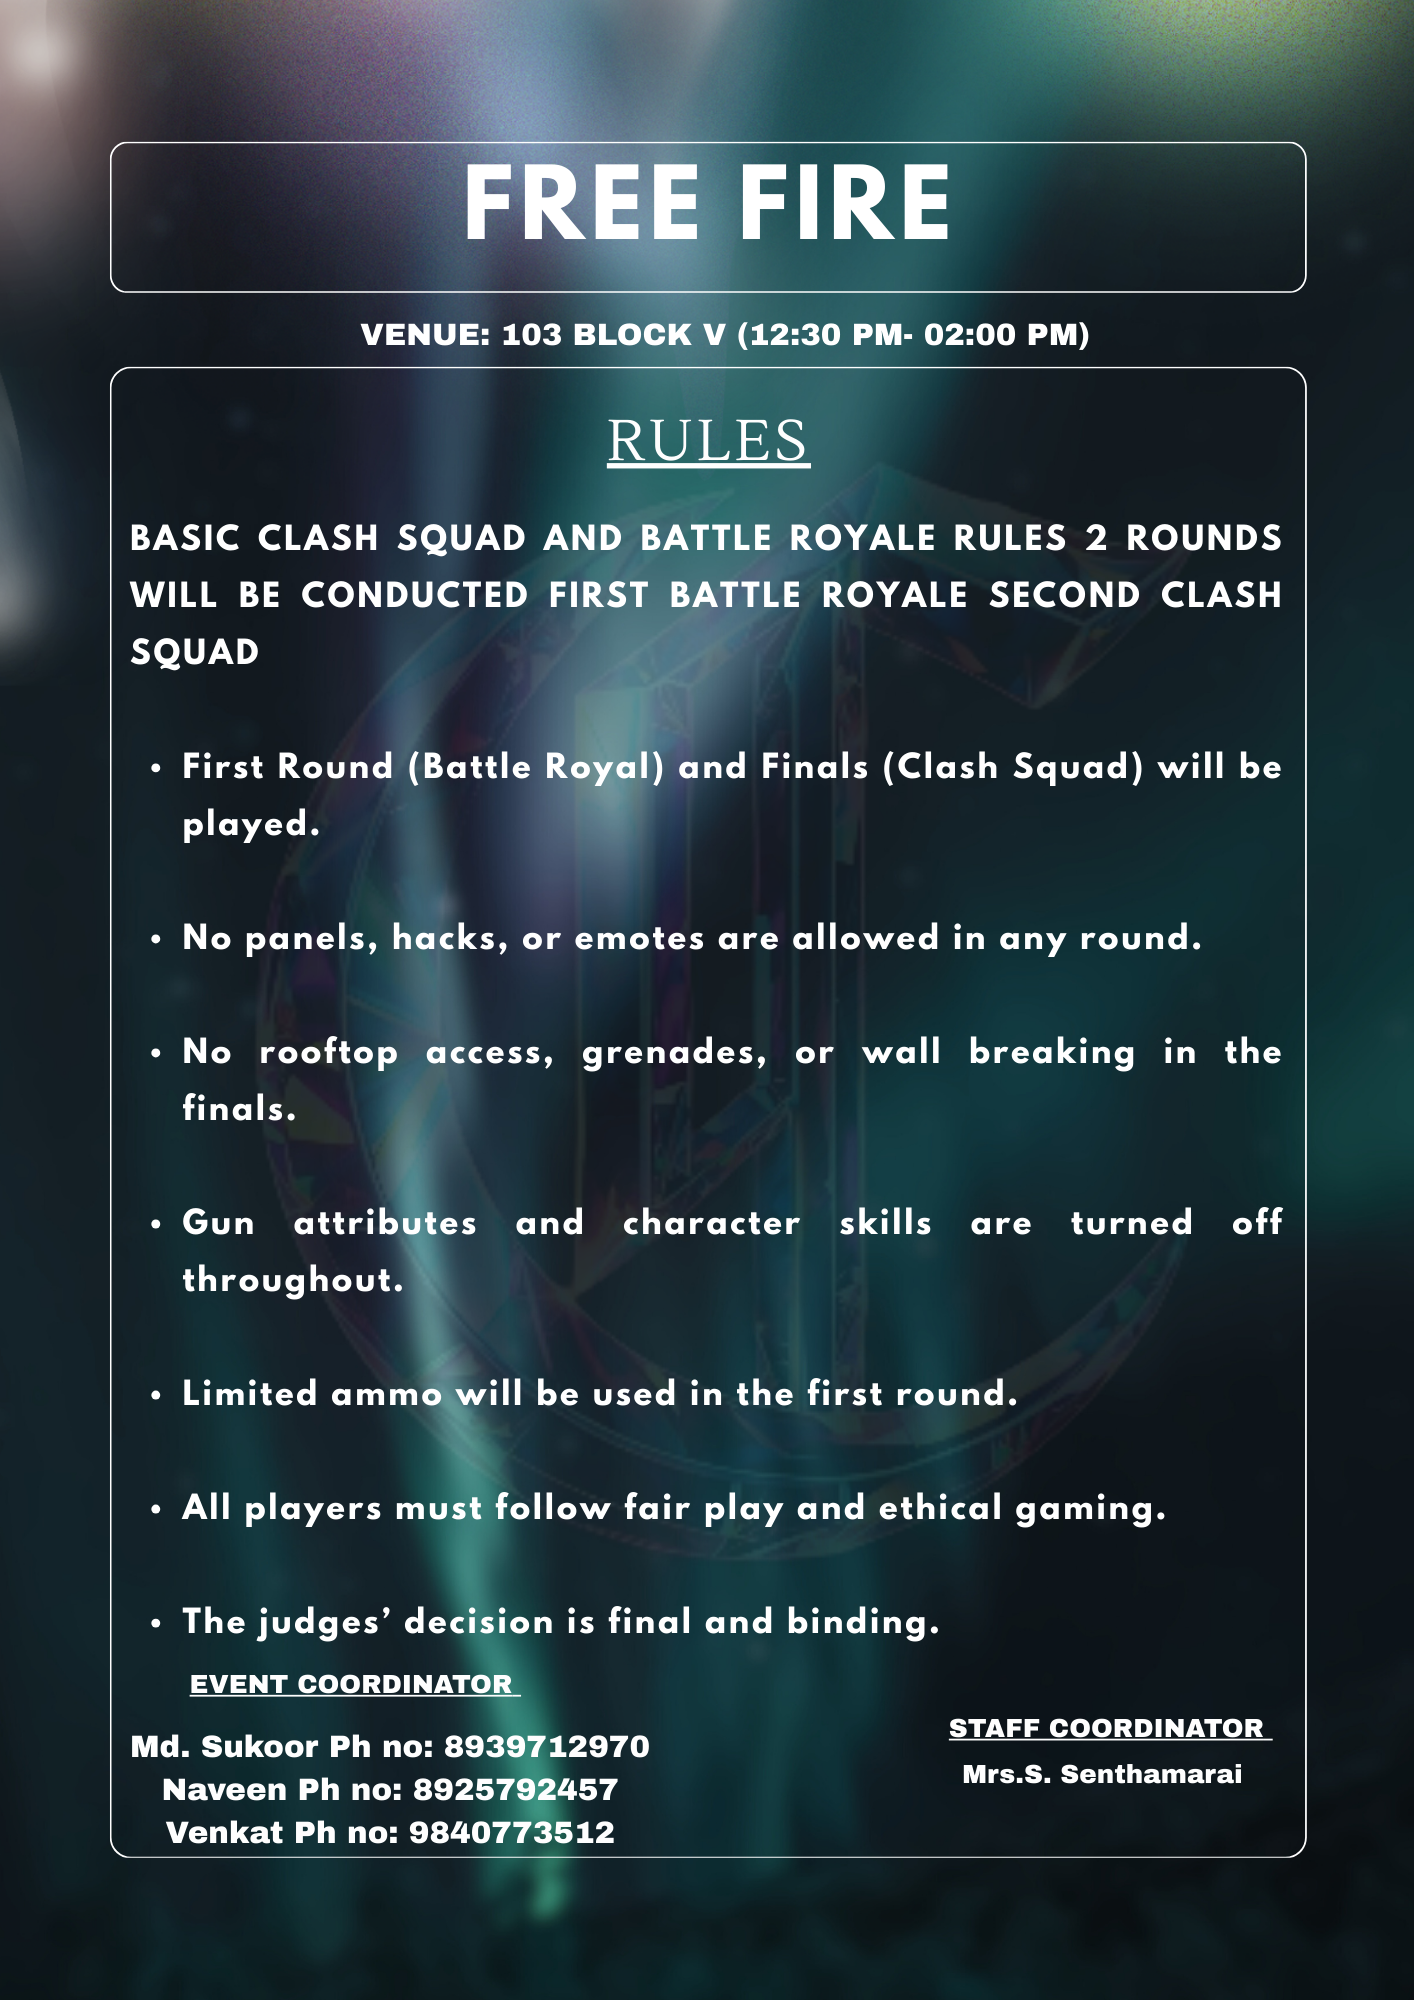 FREE FIRE
VENUE: 103 BLOCK V (12:30 PM- 02:00 PM)
RULES
BASIC CLASH SQUAD AND BATTLE ROYALE RULES 2 ROUNDS
WILL BE CONDUCTED FIRST BATTLE ROYALE SECOND CLASH
SQUAD
• First Round (Battle Royal) and Finals (Clash Squad) will be
played.
• No panels, hacks, or emotes are allowed in any round.
• No rooftop access, grenades, or wall breaking in the
finals.
• Gun attributes and character skills are turned off
throughout.
• Limited ammo will be used in the first round.
• All players must follow fair play and ethical gaming.
• The judges’ decision is final and binding.
EVENT COORDINATOR
Md. Sukoor Ph no: 8939712970
Naveen Ph no: 8925792457
Venkat Ph no: 9840773512
STAFF COORDINATOR
Mrs.S. Senthamarai